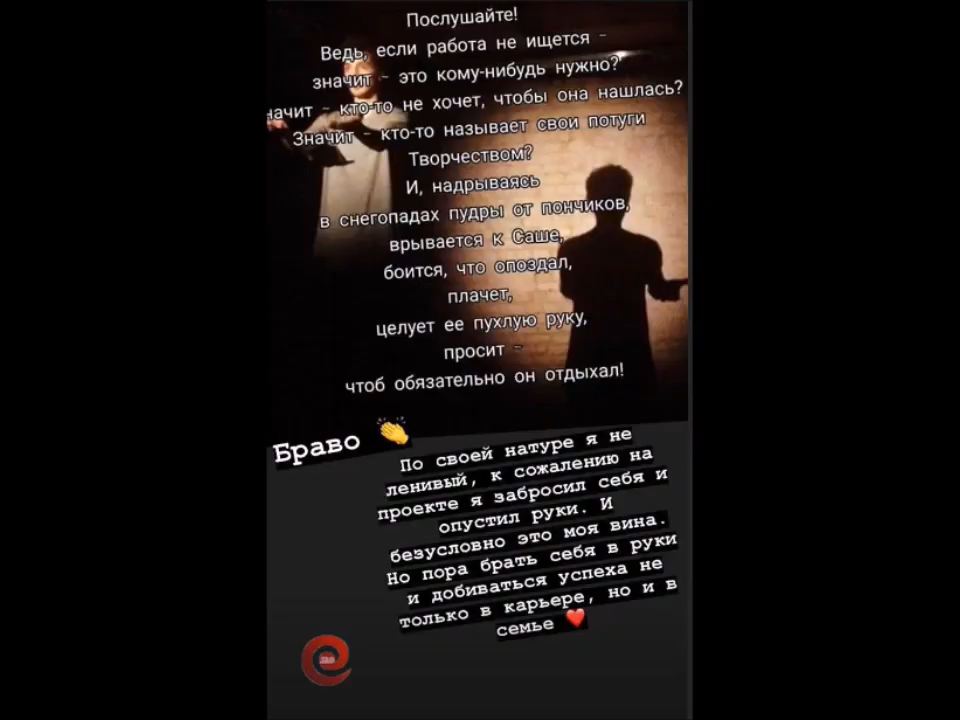 Послушайте!
Ведь, если работа не ищется -
значит - это кому-нибудь нужно?
начит - кто-то не хочет, чтобы она нашлась?
Значит - кто-то называет свои потуги
Творчеством?
И, надрываясь
в снегопадах пудры от пончиков,
врывается к Саше,
боится, что опоздал,
плачет,
целует ее пухлую руку,
просит -
чтоб обязательно он отдыхал!
Браво 👏
По своей натуре я не
ленивый, к сожалению на
проекте я забросил себя и
опустил руки. И
безусловно это моя вина.
Но пора брать себя в руки
и добиваться успеха не
только в карьере, но и в
семье ❤️